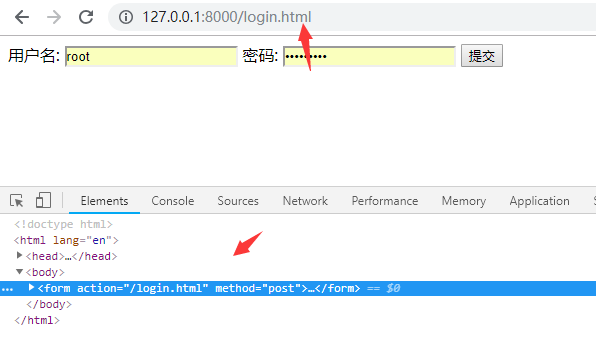 127.0.0.1:8000/login.html
用户名: root 密码: ••••••••• 提交
Elements Console Sources Network Performance Memory Application
<!doctype html>
<html lang="en">
<head>…</head>
<body>
<form action="/login.html" method="post">…</form> == $0
</body>
</html>